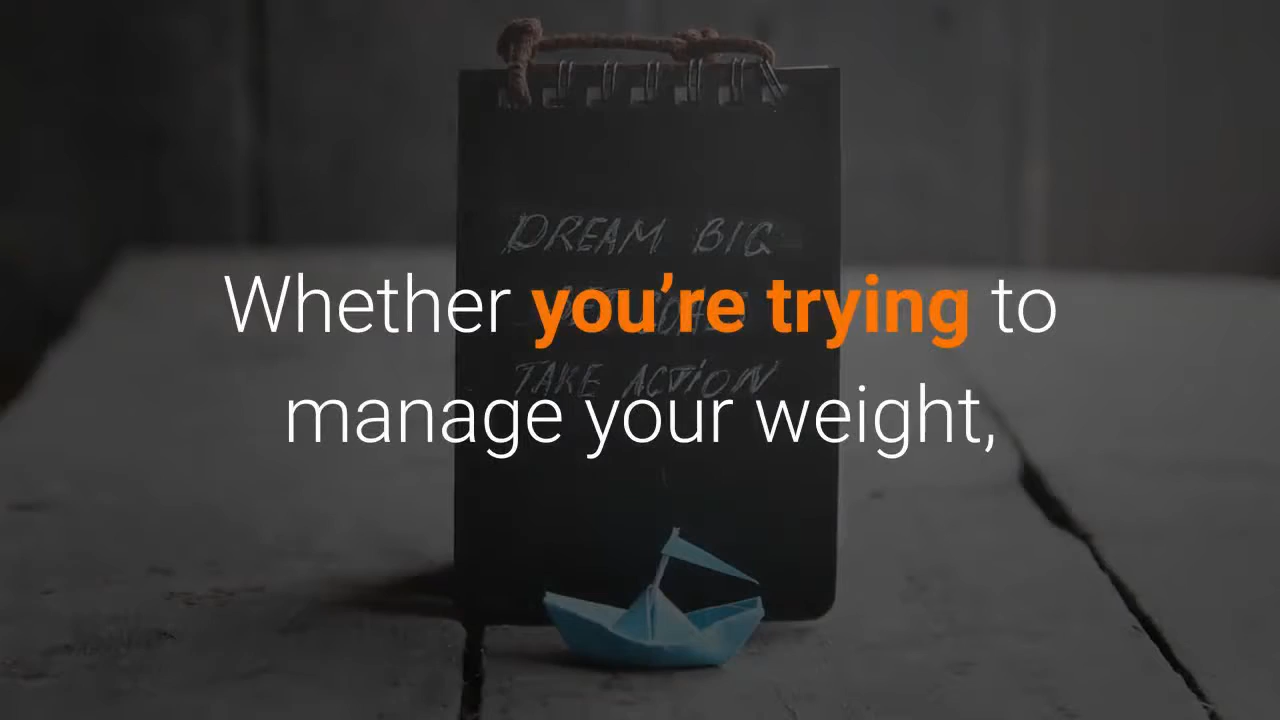 DREAM BIG
Whether you're trying to
TAKE ACTION
manage your weight,